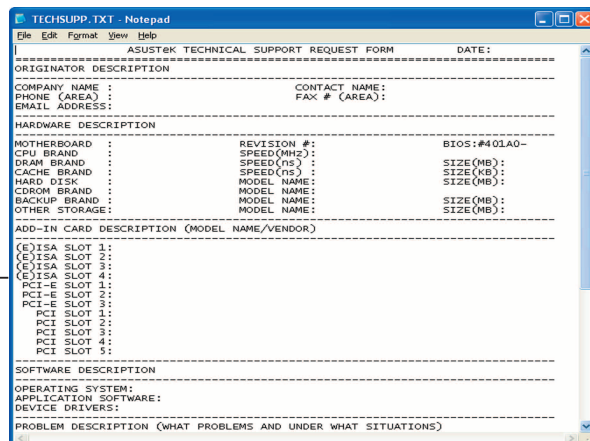 TECHSUPP.TXT - Notepad
File Edit Format View Help
ASUSTeK TECHNICAL SUPPORT REQUEST FORM DATE:
================================================================
ORIGINATOR DESCRIPTION
----------------------------------------------------------------
COMPANY NAME : CONTACT NAME:
PHONE (AREA) : FAX # (AREA):
EMAIL ADDRESS:
----------------------------------------------------------------
HARDWARE DESCRIPTION
----------------------------------------------------------------
MOTHERBOARD : REVISION #: BIOS:#401A0-
CPU BRAND : SPEED(MHz):
DRAM BRAND : SPEED(ns) : SIZE(MB):
CACHE BRAND : SPEED(ns) : SIZE(KB):
HARD DISK : MODEL NAME: SIZE(MB):
CDROM BRAND : MODEL NAME:
BACKUP BRAND : MODEL NAME: SIZE(MB):
OTHER STORAGE: MODEL NAME: SIZE(MB):
----------------------------------------------------------------
ADD-IN CARD DESCRIPTION (MODEL NAME/VENDOR)
----------------------------------------------------------------
(E)ISA SLOT 1:
(E)ISA SLOT 2:
(E)ISA SLOT 3:
(E)ISA SLOT 4:
PCI-E SLOT 1:
PCI-E SLOT 2:
PCI-E SLOT 3:
PCI SLOT 1:
PCI SLOT 2:
PCI SLOT 3:
PCI SLOT 4:
PCI SLOT 5:
----------------------------------------------------------------
SOFTWARE DESCRIPTION
----------------------------------------------------------------
OPERATING SYSTEM:
APPLICATION SOFTWARE:
DEVICE DRIVERS:
----------------------------------------------------------------
PROBLEM DESCRIPTION (WHAT PROBLEMS AND UNDER WHAT SITUATIONS)
----------------------------------------------------------------